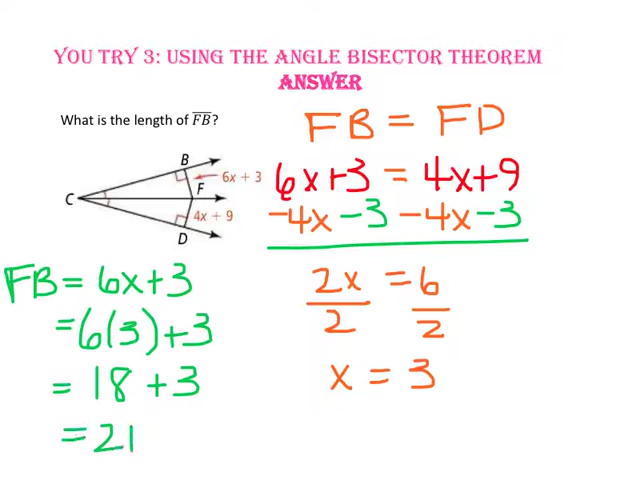 YOU TRY 3: USING THE ANGLE BISECTOR THEOREM
ANSWER
What is the length of FB?
FB = FD
B
6x + 3
C
F
4x + 9
D
6x+3 = 4x+9
-4x -3 -4x -3
2x = 6
2 2
x = 3
FB = 6x+3
=6(3)+3
= 18 +3
= 21